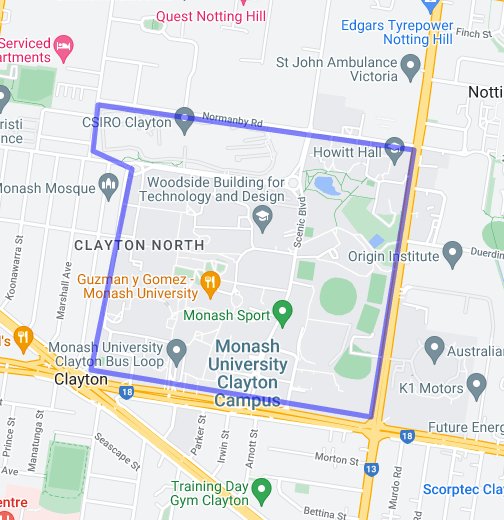 Quest Notting Hill
Edgars Tyrepower
Notting Hill
Finch St
Serviced
partments
St John Ambulance
Victoria
Notti
Normanby Rd
CSIRO Clayton
risti
ence
Howitt Hall
Monash Mosque
Woodside Building for
Technology and Design
Scenic Blvd
CLAYTON NORTH
Koonawarra St
Marshall Ave
Origin Institute
Duerdin
Guzman y Gomez -
Monash University
Monash Sport
's
Monash University
Clayton Bus Loop
Monash
University
Clayton
Campus
Australian
Clayton
18
K1 Motors
Prince St
Manatunga St
Seascape St
Parker St
Irwin St
Arnott St
18
Future Energ
Morton St
13
Murdo Rd
Training Day
Gym Clayton
Scorptec Clay
entre
Bettina St